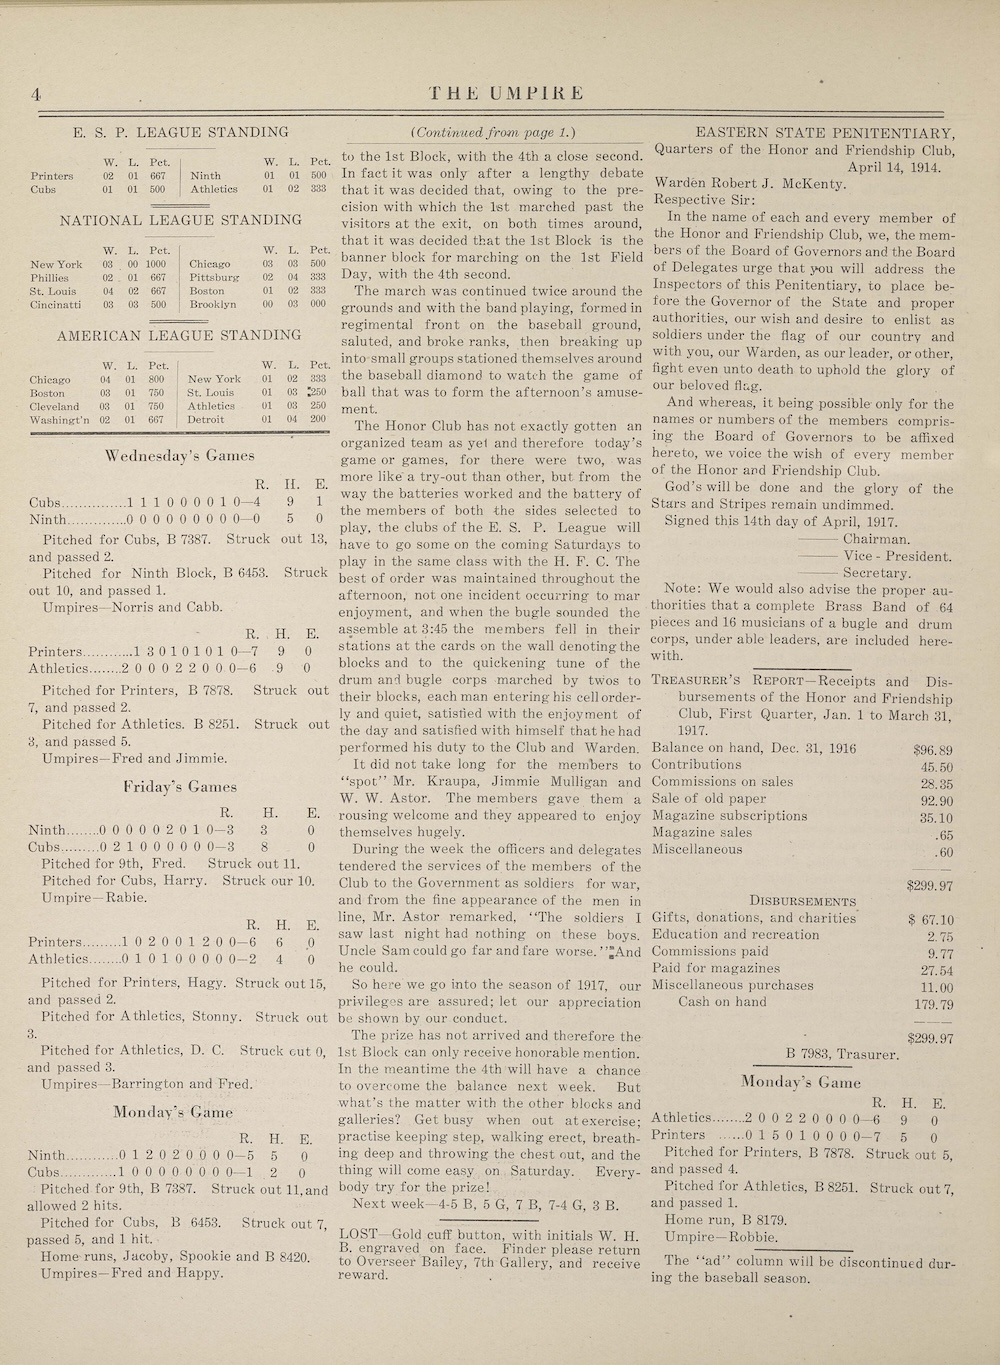 4
THE UMPIRE
E. S. P. LEAGUE STANDING
W. L. Pct. W. L. Pct.
Printers 02 01 667 Ninth 01 01 500
Cubs 01 01 500 Athletics 01 02 333
NATIONAL LEAGUE STANDING
W. L. Pct. W. L. Pct.
New York 03 00 1000 Chicago 03 03 500
Phillies 02 01 667 Pittsburg 02 04 333
St. Louis 04 02 667 Boston 01 02 333
Cincinatti 03 03 500 Brooklyn 00 03 000
AMERICAN LEAGUE STANDING
W. L. Pct. W. L. Pct.
Chicago 04 01 800 New York 01 02 333
Boston 03 01 750 St. Louis 01 03 250
Cleveland 03 01 750 Athletics 01 03 250
Washingt'n 02 01 667 Detroit 01 04 200
Wednesday's Games
R. H. E.
Cubs...............1 1 1 0 0 0 0 1 0—4 9 1
Ninth.............0 0 0 0 0 0 0 0 0—0 5 0
Pitched for Cubs, B 7387. Struck out 13,
and passed 2.
Pitched for Ninth Block, B 6453. Struck
out 10, and passed 1.
Umpires—Norris and Cabb.
R. H. E.
Printers...........1 3 0 1 0 1 0 1 0—7 9 0
Athletics........2 0 0 0 2 2 0 0 0—6 9 0
Pitched for Printers, B 7878. Struck out
7, and passed 2.
Pitched for Athletics. B 8251. Struck out
3, and passed 5.
Umpires—Fred and Jimmie.
Friday's Games
R. H. E.
Ninth........0 0 0 0 0 2 0 1 0—3 3 0
Cubs.........0 2 1 0 0 0 0 0 0—3 8 0
Pitched for 9th, Fred. Struck out 11.
Pitched for Cubs, Harry. Struck our 10.
Umpire—Rabie.
R. H. E.
Printers.........1 0 2 0 0 1 2 0 0—6 6 0
Athletics........0 1 0 1 0 0 0 0 0—2 4 0
Pitched for Printers, Hagy. Struck out 15,
and passed 2.
Pitched for Athletics, Stonny. Struck out
3.
Pitched for Athletics, D. C. Struck out 0,
and passed 3.
Umpires—Barrington and Fred.
Monday's Game
R. H. E.
Ninth............0 1 2 0 2 0 0 0 0—5 5 0
Cubs.............1 0 0 0 0 0 0 0 0—1 2 0
Pitched for 9th, B 7387. Struck out 11, and
allowed 2 hits.
Pitched for Cubs, B 6453. Struck out 7,
passed 5, and 1 hit.
Home runs, Jacoby, Spookie and B 8420.
Umpires—Fred and Happy.
(Continued from page 1.)
to the 1st Block, with the 4th a close second.
In fact it was only after a lengthy debate
that it was decided that, owing to the pre-
cision with which the 1st marched past the
visitors at the exit, on both times around,
that it was decided that the 1st Block is the
banner block for marching on the 1st Field
Day, with the 4th second.
The march was continued twice around the
grounds and with the band playing, formed in
regimental front on the baseball ground,
saluted, and broke ranks, then breaking up
into small groups stationed themselves around
the baseball diamond to watch the game of
ball that was to form the afternoon's amuse-
ment.
The Honor Club has not exactly gotten an
organized team as yet and therefore today's
game or games, for there were two, was
more like a try-out than other, but from the
way the batteries worked and the battery of
the members of both the sides selected to
play, the clubs of the E. S. P. League will
have to go some on the coming Saturdays to
play in the same class with the H. F. C. The
best of order was maintained throughout the
afternoon, not one incident occurring to mar
enjoyment, and when the bugle sounded the
assemble at 3:45 the members fell in their
stations at the cards on the wall denoting the
blocks and to the quickening tune of the
drum and bugle corps marched by twos to
their blocks, each man entering his cell order-
ly and quiet, satisfied with the enjoyment of
the day and satisfied with himself that he had
performed his duty to the Club and Warden.
It did not take long for the members to
"spot" Mr. Kraupa, Jimmie Mulligan and
W. W. Astor. The members gave them a
rousing welcome and they appeared to enjoy
themselves hugely.
During the week the officers and delegates
tendered the services of the members of the
Club to the Government as soldiers for war,
and from the fine appearance of the men in
line, Mr. Astor remarked, "The soldiers I
saw last night had nothing on these boys.
Uncle Sam could go far and fare worse." And
he could.
So here we go into the season of 1917, our
privileges are assured; let our appreciation
be shown by our conduct.
The prize has not arrived and therefore the
1st Block can only receive honorable mention.
In the meantime the 4th will have a chance
to overcome the balance next week. But
what's the matter with the other blocks and
galleries? Get busy when out at exercise;
practise keeping step, walking erect, breath-
ing deep and throwing the chest out, and the
thing will come easy on Saturday. Every-
body try for the prize!
Next week—4-5 B, 5 G, 7 B, 7-4 G, 3 B.
LOST—Gold cuff button, with initials W. H.
B. engraved on face. Finder please return
to Overseer Bailey, 7th Gallery, and receive
reward.
EASTERN STATE PENITENTIARY,
Quarters of the Honor and Friendship Club,
April 14, 1914.
Warden Robert J. McKenty.
Respective Sir:
In the name of each and every member of
the Honor and Friendship Club, we, the mem-
bers of the Board of Governors and the Board
of Delegates urge that you will address the
Inspectors of this Penitentiary, to place be-
fore the Governor of the State and proper
authorities, our wish and desire to enlist as
soldiers under the flag of our country and
with you, our Warden, as our leader, or other,
fight even unto death to uphold the glory of
our beloved flag.
And whereas, it being possible only for the
names or numbers of the members compris-
ing the Board of Governors to be affixed
hereto, we voice the wish of every member
of the Honor and Friendship Club.
God's will be done and the glory of the
Stars and Stripes remain undimmed.
Signed this 14th day of April, 1917.
——— Chairman.
——— Vice-President.
——— Secretary.
Note: We would also advise the proper au-
thorities that a complete Brass Band of 64
pieces and 16 musicians of a bugle and drum
corps, under able leaders, are included here-
with.
TREASURER'S REPORT—Receipts and Dis-
bursements of the Honor and Friendship
Club, First Quarter, Jan. 1 to March 31,
1917.
Balance on hand, Dec. 31, 1916 $96.89
Contributions 45.50
Commissions on sales 28.35
Sale of old paper 92.90
Magazine subscriptions 35.10
Magazine sales .65
Miscellaneous .60
$299.97
DISBURSEMENTS
Gifts, donations, and charities $ 67.10
Education and recreation 2.75
Commissions paid 9.77
Paid for magazines 27.54
Miscellaneous purchases 11.00
Cash on hand 179.79
$299.97
B 7983, Trasurer.
Monday's Game
R. H. E.
Athletics.......2 0 0 2 2 0 0 0 0—6 9 0
Printers ......0 1 5 0 1 0 0 0 0—7 5 0
Pitched for Printers, B 7878. Struck out 5,
and passed 4.
Pitched for Athletics, B 8251. Struck out 7,
and passed 1.
Home run, B 8179.
Umpire—Robbie.
The "ad" column will be discontinued dur-
ing the baseball season.